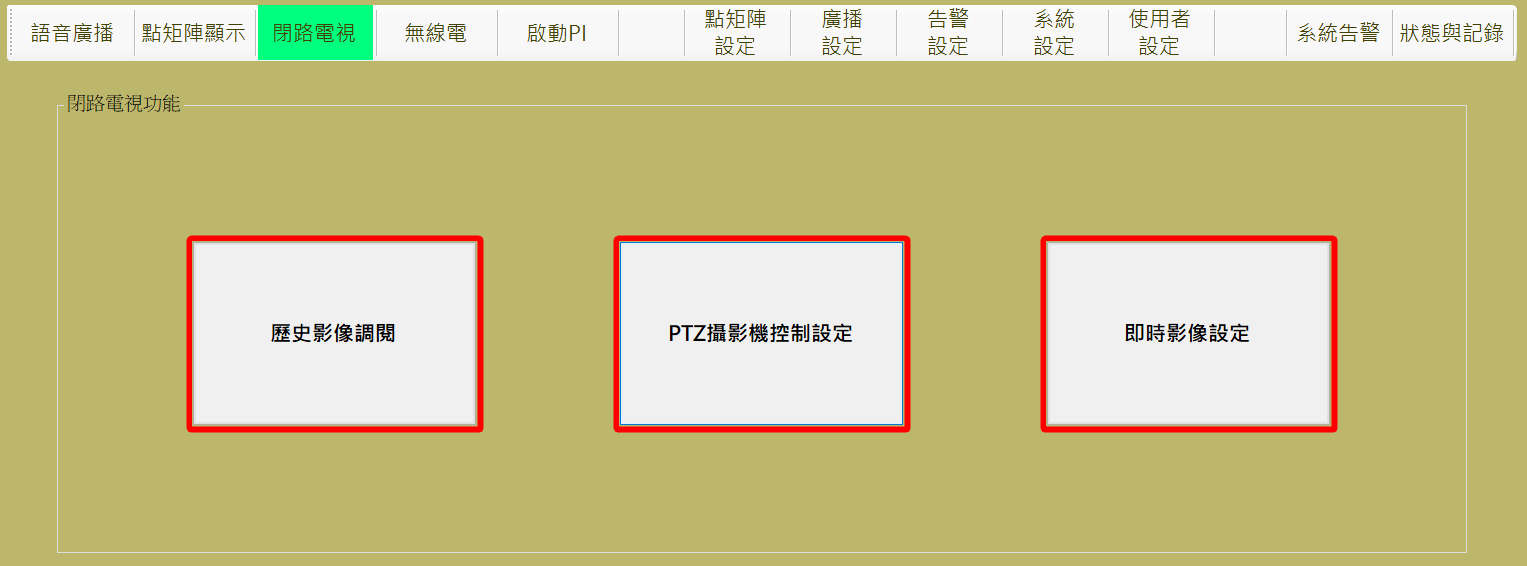 語音廣播
點矩陣顯示
閉路電視
無線電
啟動PI
點矩陣
設定
廣播
設定
告警
設定
系統
設定
使用者
設定
系統告警
狀態與記錄
閉路電視功能
歷史影像調閱
PTZ攝影機控制設定
即時影像設定